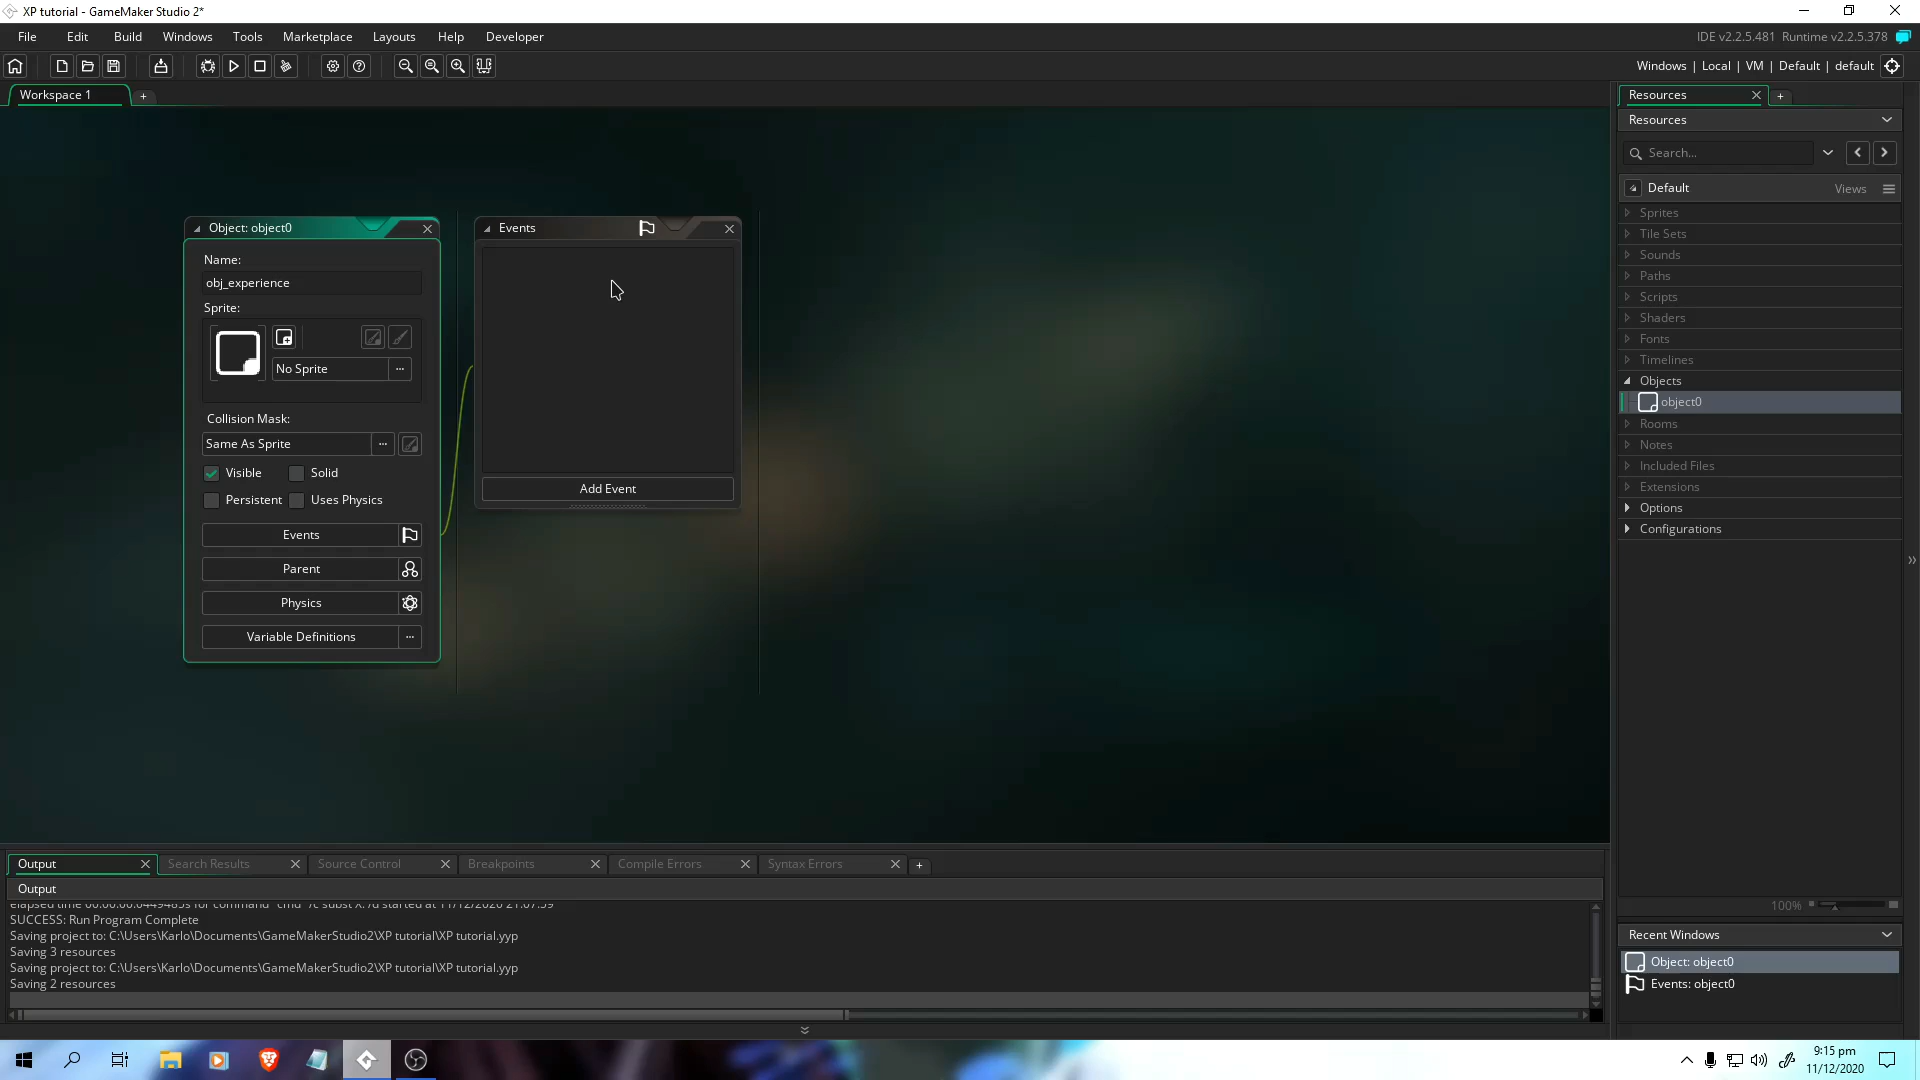 XP tutorial - GameMaker Studio 2*
File Edit Build Windows Tools Marketplace Layouts Help Developer
IDE v2.2.5.481 Runtime v2.2.5.378
Windows | Local | VM | Default | default
Workspace 1
Resources
Resources
Search...
Default
Views
Sprites
Tile Sets
Sounds
Paths
Scripts
Shaders
Fonts
Timelines
Objects
object0
Rooms
Notes
Included Files
Extensions
Options
Configurations
100%
Recent Windows
Object: object0
Events: object0
Object: object0
Name:
obj_experience
Sprite:
No Sprite
Collision Mask:
Same As Sprite
Visible Solid
Persistent Uses Physics
Events
Parent
Physics
Variable Definitions
Events
Add Event
Output Search Results Source Control Breakpoints Compile Errors Syntax Errors
Output
SUCCESS: Run Program Complete
Saving project to: C:\Users\Karlo\Documents\GameMakerStudio2\XP tutorial\XP tutorial.yyp
Saving 3 resources
Saving project to: C:\Users\Karlo\Documents\GameMakerStudio2\XP tutorial\XP tutorial.yyp
Saving 2 resources
9:15 pm
11/12/2020